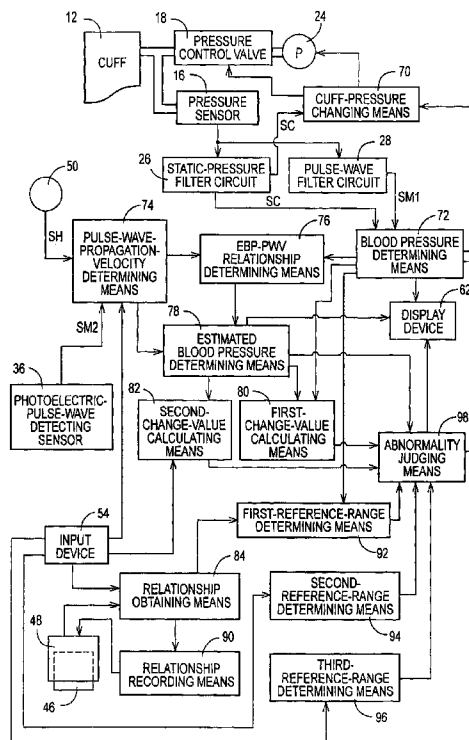 12
CUFF
18
PRESSURE
CONTROL VALVE
24
P
16
PRESSURE
SENSOR
70
CUFF-PRESSURE
CHANGING MEANS
SC
50
26
STATIC-PRESSURE
FILTER CIRCUIT
28
PULSE-WAVE
FILTER CIRCUIT
SC
SM1
SH
74
PULSE-WAVE-
PROPAGATION-
VELOCITY
DETERMINING
MEANS
76
EBP-PWV
RELATIONSHIP
DETERMINING MEANS
72
BLOOD PRESSURE
DETERMINING
MEANS
62
DISPLAY
DEVICE
SM2
78
ESTIMATED
BLOOD PRESSURE
DETERMINING MEANS
36
PHOTOELECTRIC-
PULSE-WAVE
DETECTING
SENSOR
82
SECOND-
CHANGE-VALUE
CALCULATING
MEANS
80
FIRST-
CHANGE-VALUE
CALCULATING
MEANS
98
ABNORMALITY
JUDGING
MEANS
54
INPUT
DEVICE
FIRST-REFERENCE-RANGE
DETERMINING MEANS
92
84
RELATIONSHIP
OBTAINING MEANS
SECOND-
REFERENCE-RANGE
DETERMINING MEANS
94
48
46
90
RELATIONSHIP
RECORDING MEANS
THIRD-
REFERENCE-RANGE
DETERMINING MEANS
96